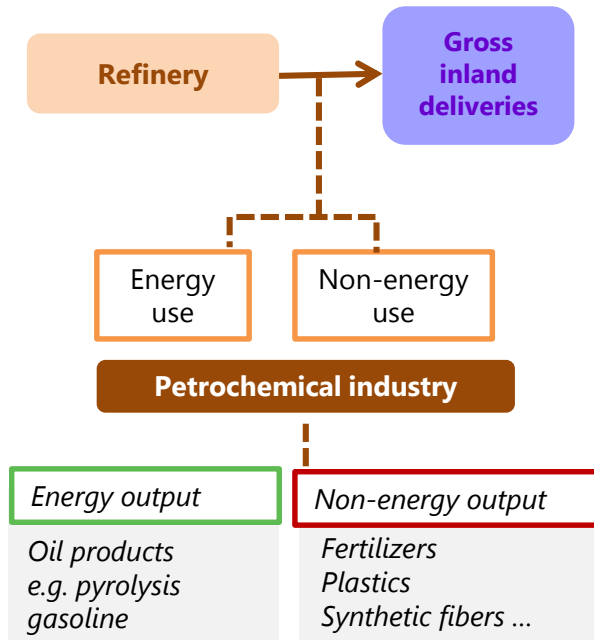 Refinery
Gross
inland
deliveries
Energy
use
Non-energy
use
Petrochemical industry
Energy output
Non-energy output
Oil products
e.g. pyrolysis
gasoline
Fertilizers
Plastics
Synthetic fibers ...